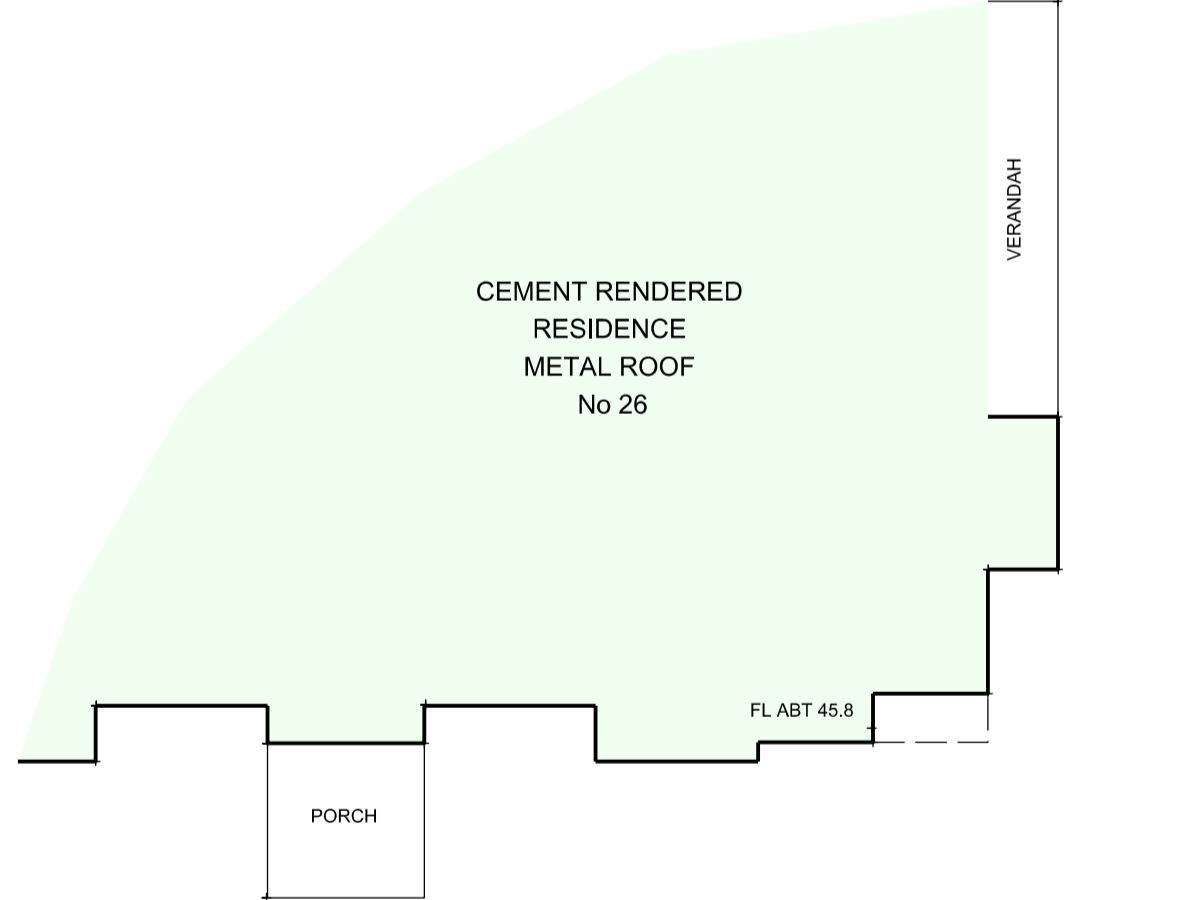 VERANDAH
CEMENT RENDERED
RESIDENCE
METAL ROOF
No 26
FL ABT 45.8
PORCH